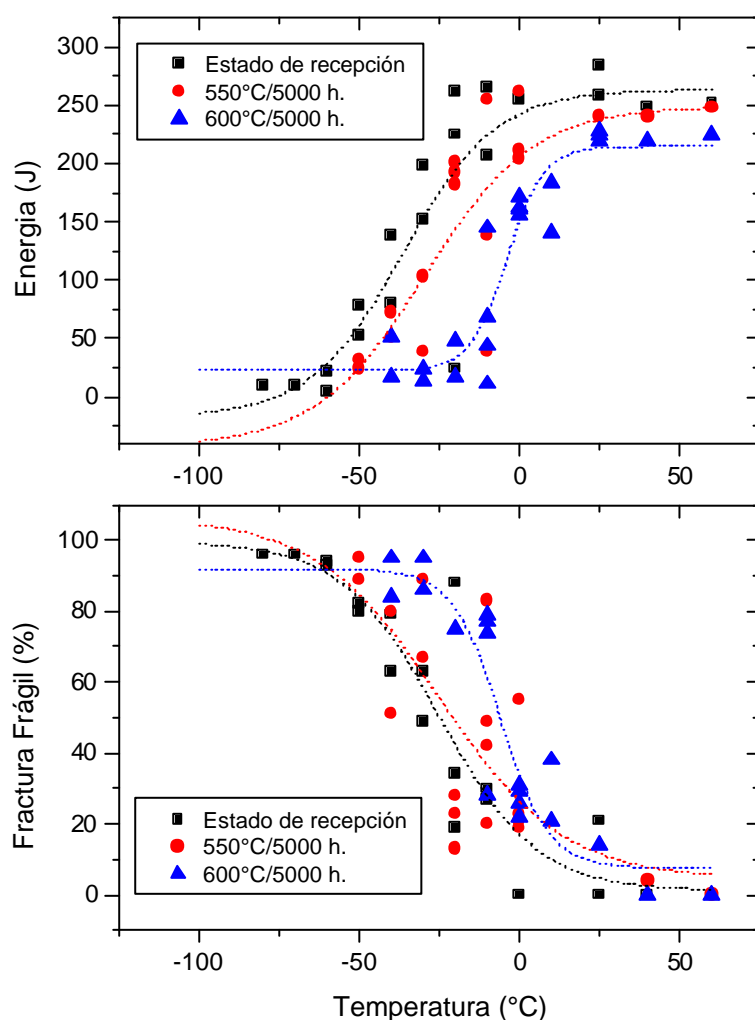 300
250
200
150
100
50
0
Energia (J)
Estado de recepción
550°C/5000 h.
600°C/5000 h.
-100
-50
0
50
100
80
60
40
20
0
Fractura Frágil (%)
Estado de recepción
550°C/5000 h.
600°C/5000 h.
-100
-50
0
50
Temperatura (°C)